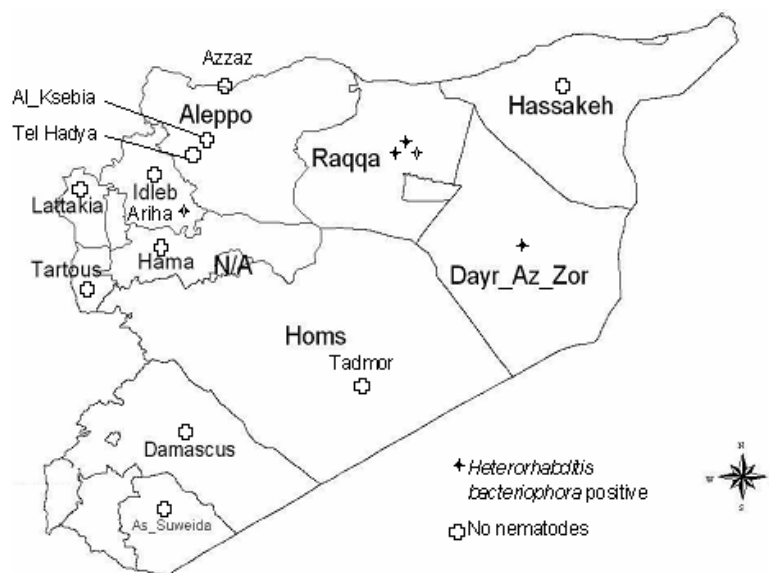 Azzaz
Al_Ksebia
Aleppo
Hassakeh
Tel Hadya
Raqqa
Idleb
Lattakia
Ariha
Hama
N/A
Tartous
Dayr_Az_Zor
Homs
Tadmor
Damascus
As_Suweida
Heterorhabditis
bacteriophora positive
No nematodes
N
W
S